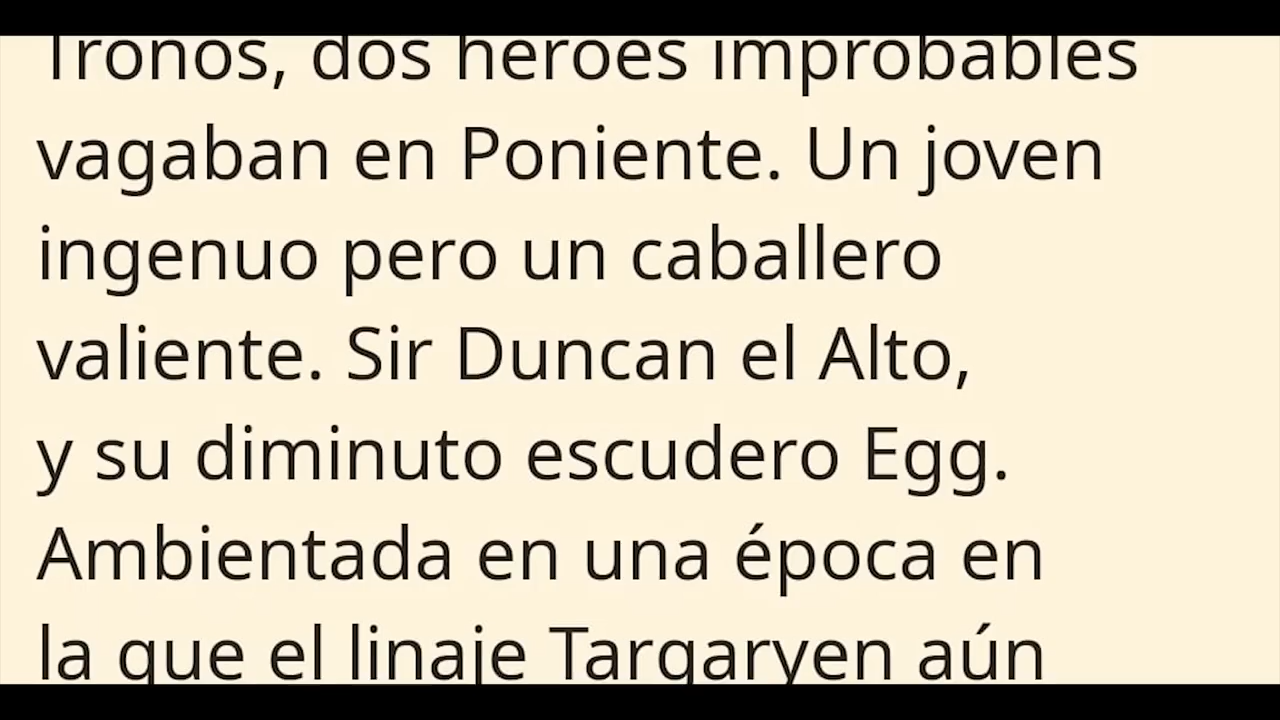 Tronos, dos héroes improbables
vagaban en Poniente. Un joven
ingenuo pero un caballero
valiente. Sir Duncan el Alto,
y su diminuto escudero Egg.
Ambientada en una época en
la que el linaje Targaryen aún